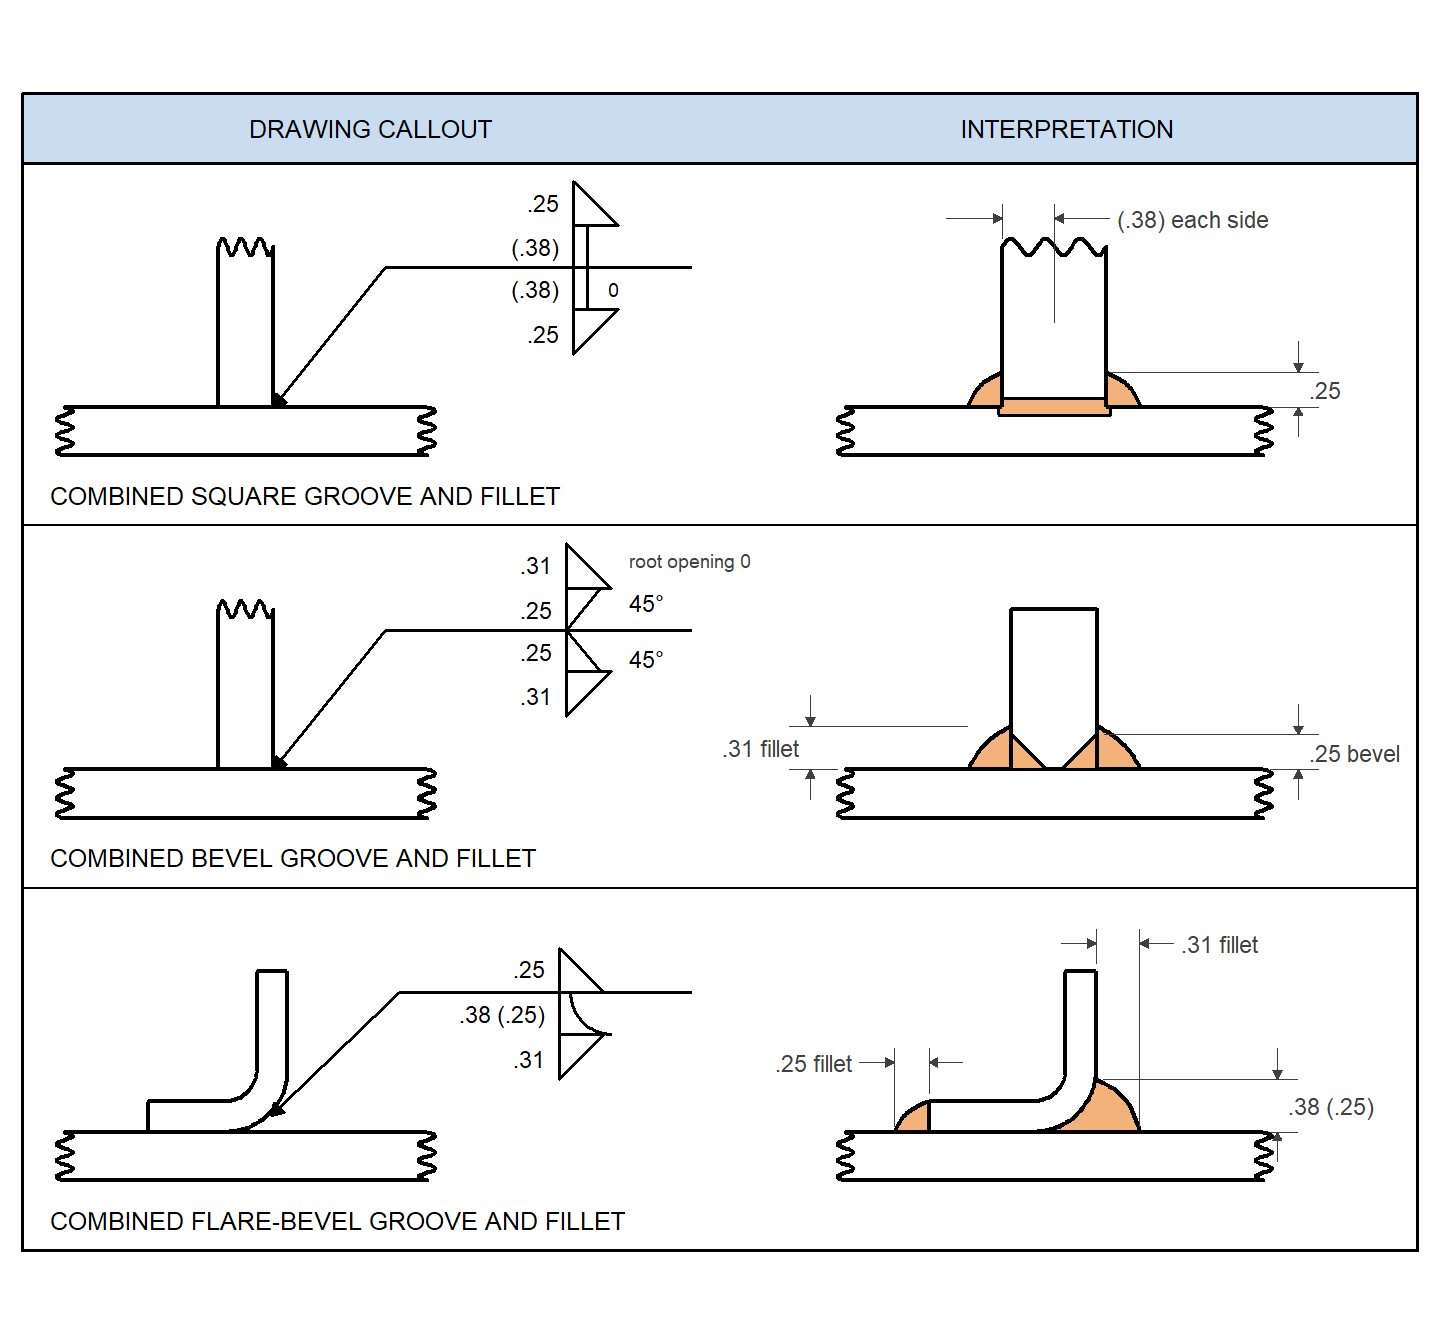 DRAWING CALLOUT
INTERPRETATION
.25
(.38)
(.38)
0
.25
(.38) each side
.25
COMBINED SQUARE GROOVE AND FILLET
.31
root opening 0
.25
45°
.25
45°
.31
.31 fillet
.25 bevel
COMBINED BEVEL GROOVE AND FILLET
.25
.38 (.25)
.31
.31 fillet
.25 fillet
.38 (.25)
COMBINED FLARE-BEVEL GROOVE AND FILLET